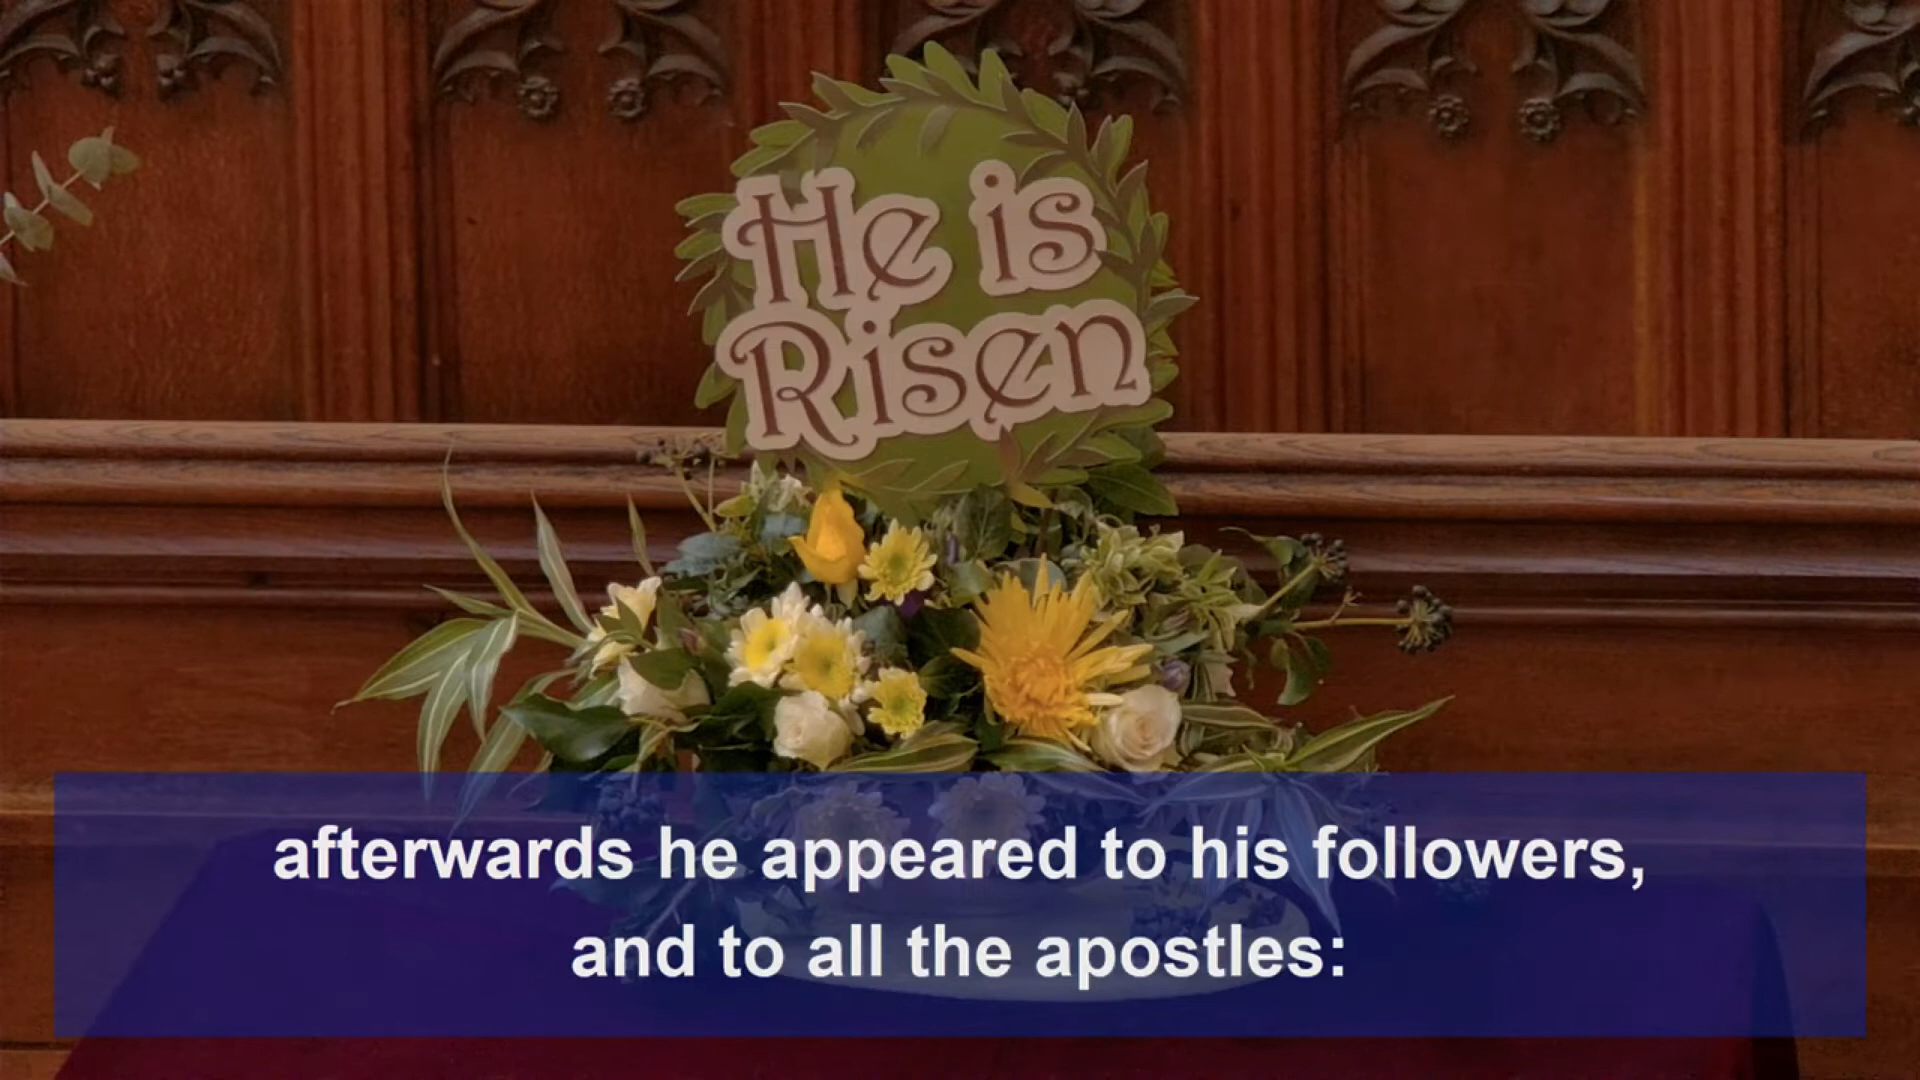 He is
Risen
afterwards he appeared to his followers,
and to all the apostles: